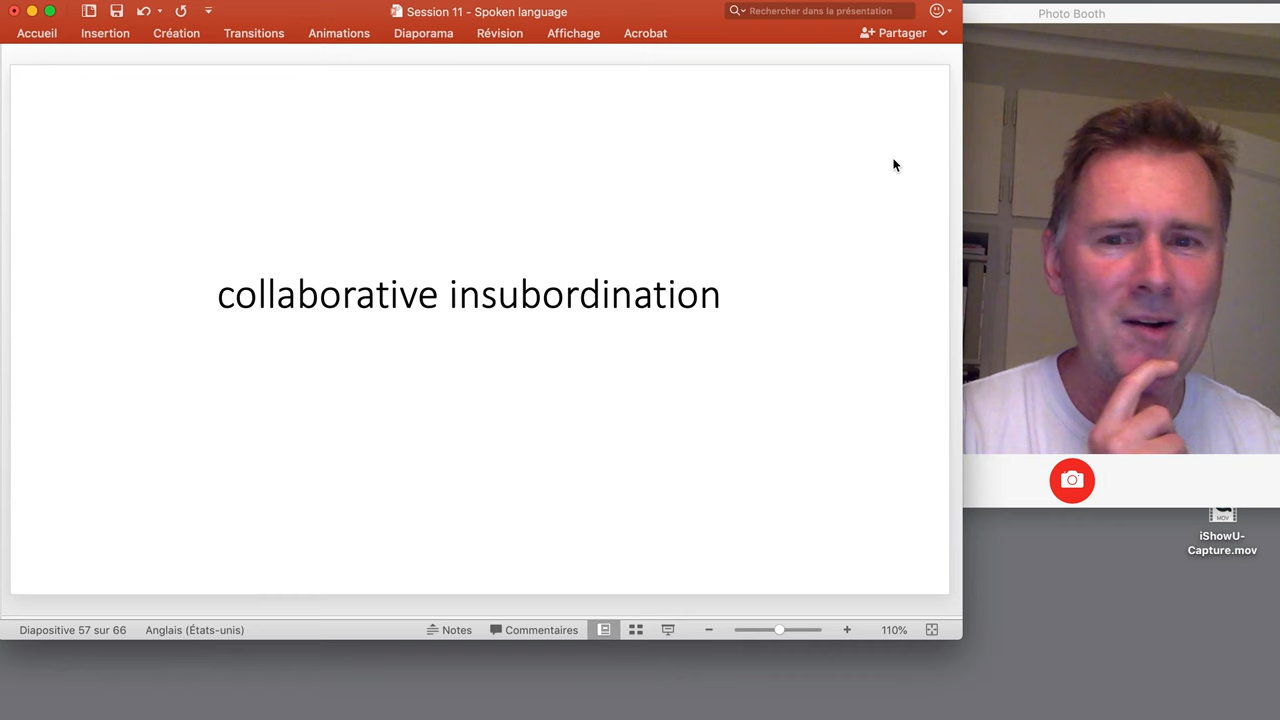 Session 11 - Spoken language
Rechercher dans la présentation
Photo Booth
Accueil
Insertion
Création
Transitions
Animations
Diaporama
Révision
Affichage
Acrobat
Partager
collaborative insubordination
MOV
iShowU-
Capture.mov
Diapositive 57 sur 66
Anglais (États-unis)
Notes
Commentaires
110%